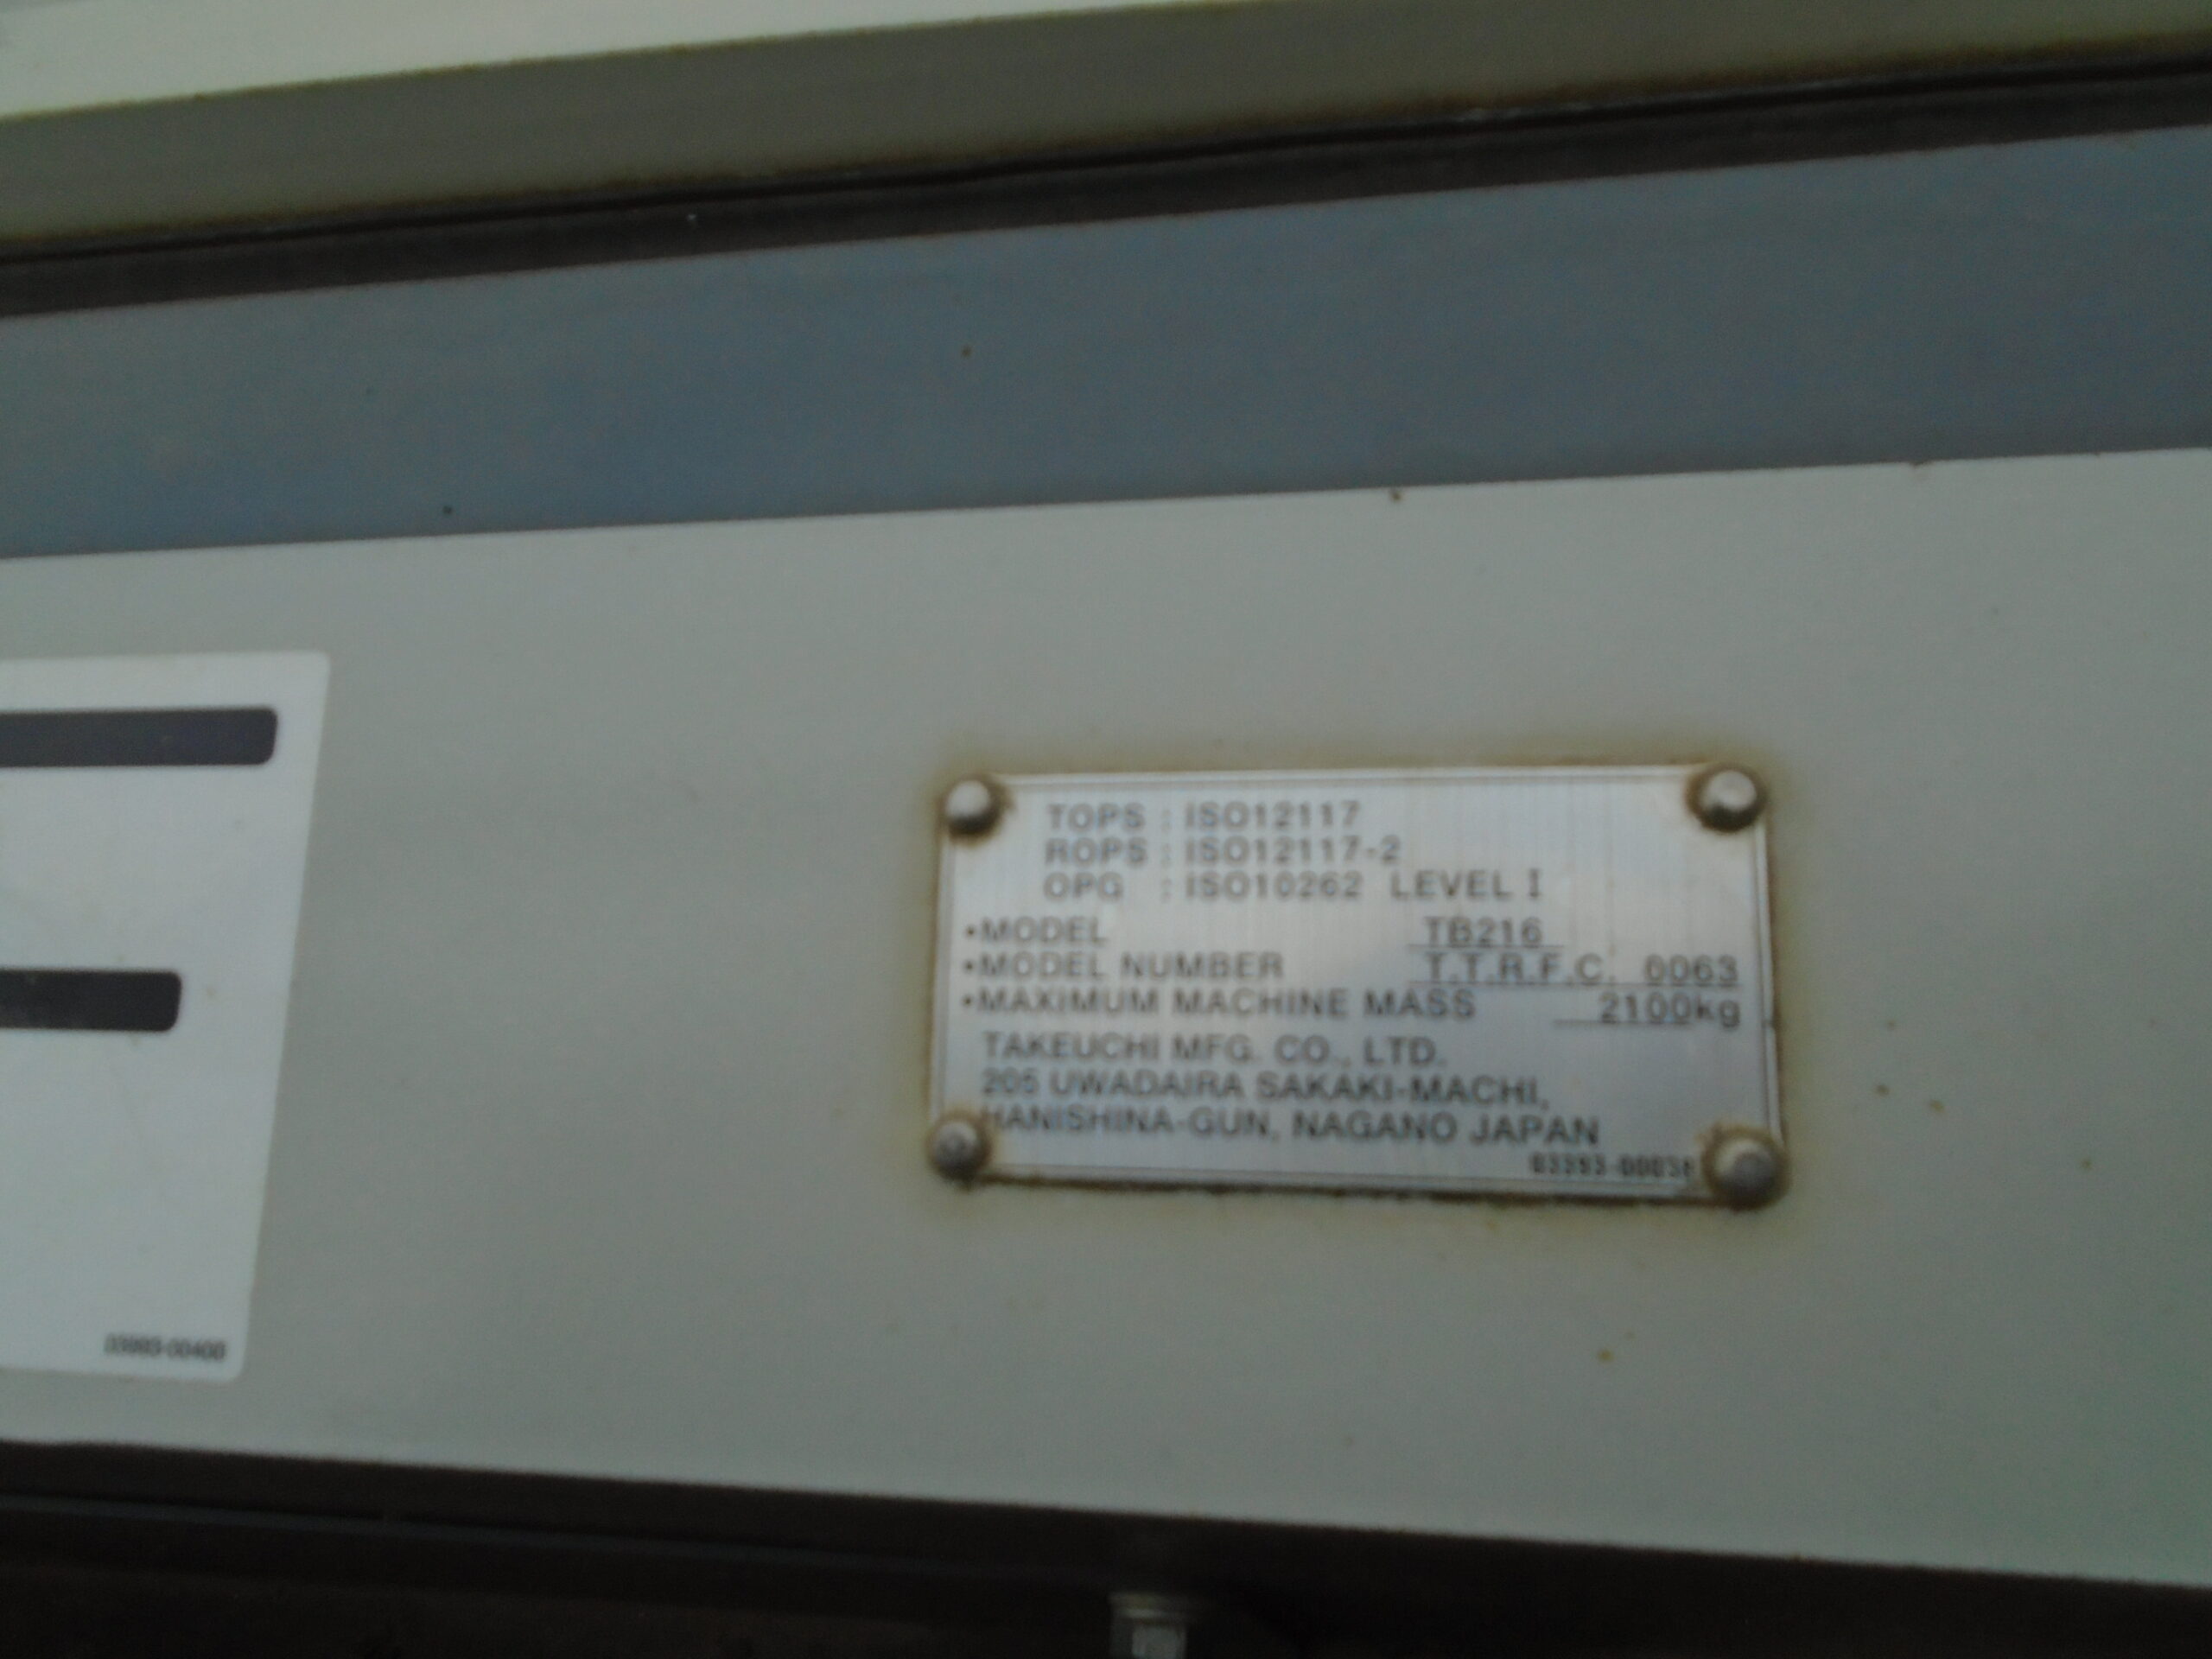 TOPS : ISO12117
ROPS : ISO12117-2
OPG : ISO10262 LEVEL I
•MODEL TB216
•MODEL NUMBER T.T.R.F.C. 0063
•MAXIMUM MACHINE MASS 2100kg
TAKEUCHI MFG. CO., LTD.
205 UWADAIRA SAKAKI-MACHI,
HANISHINA-GUN, NAGANO JAPAN